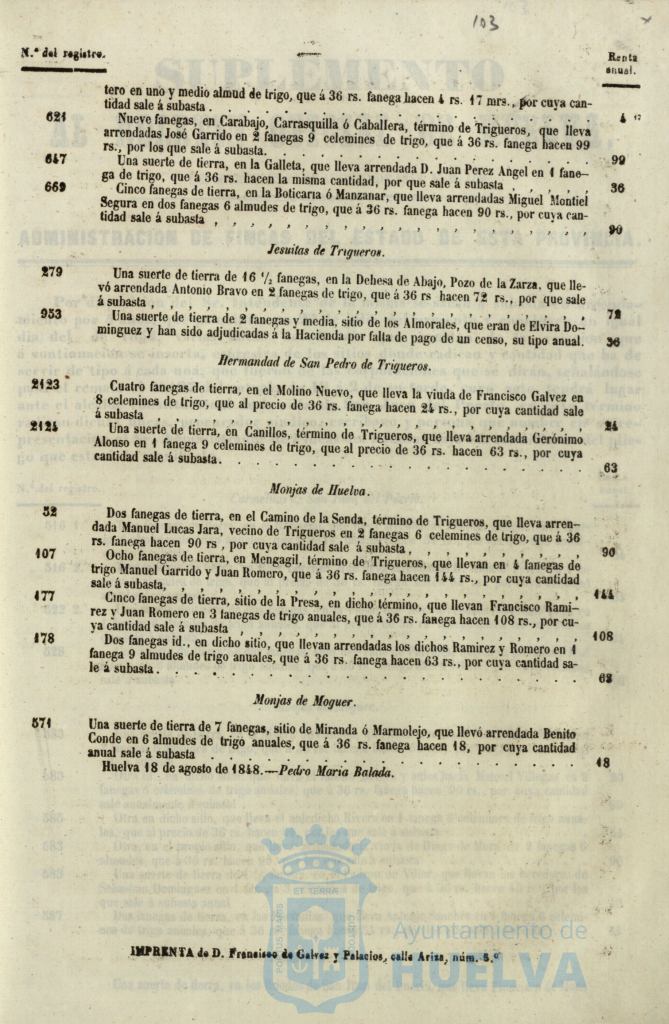 103
N.º del registro.
Renta
anual.
tero en uno y medio almud de trigo, que á 36 rs. fanega hacen 4 rs. 17 mrs., por cuya can-
tidad sale á subasta . . . . . . . . 4 17
621 Nueve fanegas, en Carabajo, Carrasquilla ó Caballera, término de Trigueros, que lleva
arrendadas José Garrido en 2 fanegas 9 celemines de trigo, que á 36 rs. fanega hacen 99
rs., por los que sale á subasta. . . . . . . . 99
647 Una suerte de tierra, en la Galleta, que lleva arrendada D. Juan Perez Angel en 1 fane-
ga de trigo, que á 36 rs. hacen la misma cantidad, por que sale á subasta , , , , , 36
669 Cinco fanegas de tierra, en la Boticaria ó Manzanar, que lleva arrendadas Miguel Montiel
Segura en dos fanegas 6 almudes de trigo, que á 36 rs. fanega hacen 90 rs., por cuya can-
tidad sale á subasta , , , , , , , , 90
Jesuitas de Trigueros.
279 Una suerte de tierra de 16 1/2 fanegas, en la Dehesa de Abajo, Pozo de la Zarza, que lle-
vó arrendada Antonio Bravo en 2 fanegas de trigo, que á 36 rs hacen 72 rs., por que sale
á subasta , , , , , , , , 72
953 Una suerte de tierra de 2 fanegas y media, sitio de los Almorales, que eran de Elvira Do-
minguez y han sido adjudicadas á la Hacienda por falta de pago de un censo, su tipo anual. 36
Hermandad de San Pedro de Trigueros.
2123 Cuatro fanegas de tierra, en el Molino Nuevo, que lleva la viuda de Francisco Galvez en
8 celemines de trigo, que al precio de 36 rs. fanega hacen 24 rs., por cuya cantidad sale
á subasta , , , , , , , , 24
2124 Una suerte de tierra, en Canillos, término de Trigueros, que lleva arrendada Gerónimo
Alonso en 1 fanega 9 celemines de trigo, que al precio de 36 rs. hacen 63 rs., por cuya
cantidad sale á subasta. . . . . . . . 63
Monjas de Huelva.
52 Dos fanegas de tierra, en el Camino de la Senda, término de Trigueros, que lleva arren-
dada Manuel Lucas Jara, vecino de Trigueros en 2 fanegas 6 celemines de trigo, que á 36
rs. fanega hacen 90 rs , por cuya cantidad sale á subasta , , , , , , 90
107 Ocho fanegas de tierra, en Mengagil, término de Trigueros, que llevan en 4 fanegas de
trigo Manuel Garrido y Juan Romero, que á 36 rs. fanega hacen 144 rs., por cuya cantidad
sale á subasta, , , , , , , , 144
177 Cinco fanegas de tierra, sitio de la Presa, en dicho término, que llevan Francisco Rami-
rez y Juan Romero en 3 fanegas de trigo anuales, que á 36 rs. fanega hacen 108 rs., por cu-
ya cantidad sale á subasta , , , , , , , 108
178 Dos fanegas id., en dicho sitio, que llevan arrendadas los dichos Ramirez y Romero en 1
fanega 9 almudes de trigo anuales, que á 36 rs. fanega hacen 63 rs., por cuya cantidad sa-
le á subasta. . . . . . . . 63
Monjas de Moguer.
571 Una suerte de tierra de 7 fanegas, sitio de Miranda ó Marmolejo, que llevó arrendada Benito
Conde en 6 almudes de trigo anuales, que á 36 rs. fanega hacen 18, por cuya cantidad
anual sale á subasta . . . . . . . . 18
Huelva 18 de agosto de 1848.—Pedro Maria Balada.
ET TERRÆ
Ayuntamiento de
HUELVA
IMPRENTA de D. Francisco de Galvez y Palacios, calle Ariza, núm. 5.º